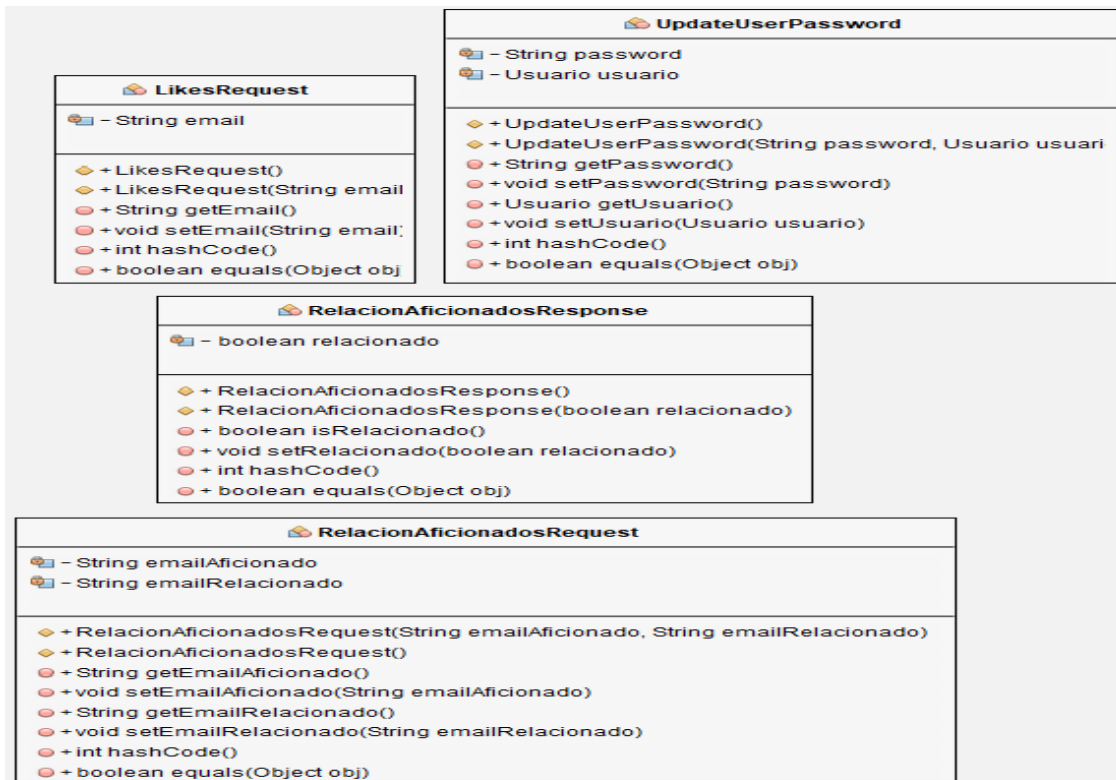 LikesRequest
– String email
+LikesRequest()
+LikesRequest(String email
+String getEmail()
+void setEmail(String email)
+int hashCode()
+boolean equals(Object obj
UpdateUserPassword
– String password
– Usuario usuario
+UpdateUserPassword()
+UpdateUserPassword(String password, Usuario usuari
+String getPassword()
+void setPassword(String password)
+Usuario getUsuario()
+void setUsuario(Usuario usuario)
+int hashCode()
+boolean equals(Object obj)
RelacionAficionadosResponse
– boolean relacionado
+RelacionAficionadosResponse()
+RelacionAficionadosResponse(boolean relacionado)
+boolean isRelacionado()
+void setRelacionado(boolean relacionado)
+int hashCode()
+boolean equals(Object obj)
RelacionAficionadosRequest
– String emailAficionado
– String emailRelacionado
+RelacionAficionadosRequest(String emailAficionado, String emailRelacionado)
+RelacionAficionadosRequest()
+String getEmailAficionado()
+void setEmailAficionado(String emailAficionado)
+String getEmailRelacionado()
+void setEmailRelacionado(String emailRelacionado)
+int hashCode()
+boolean equals(Object obj)